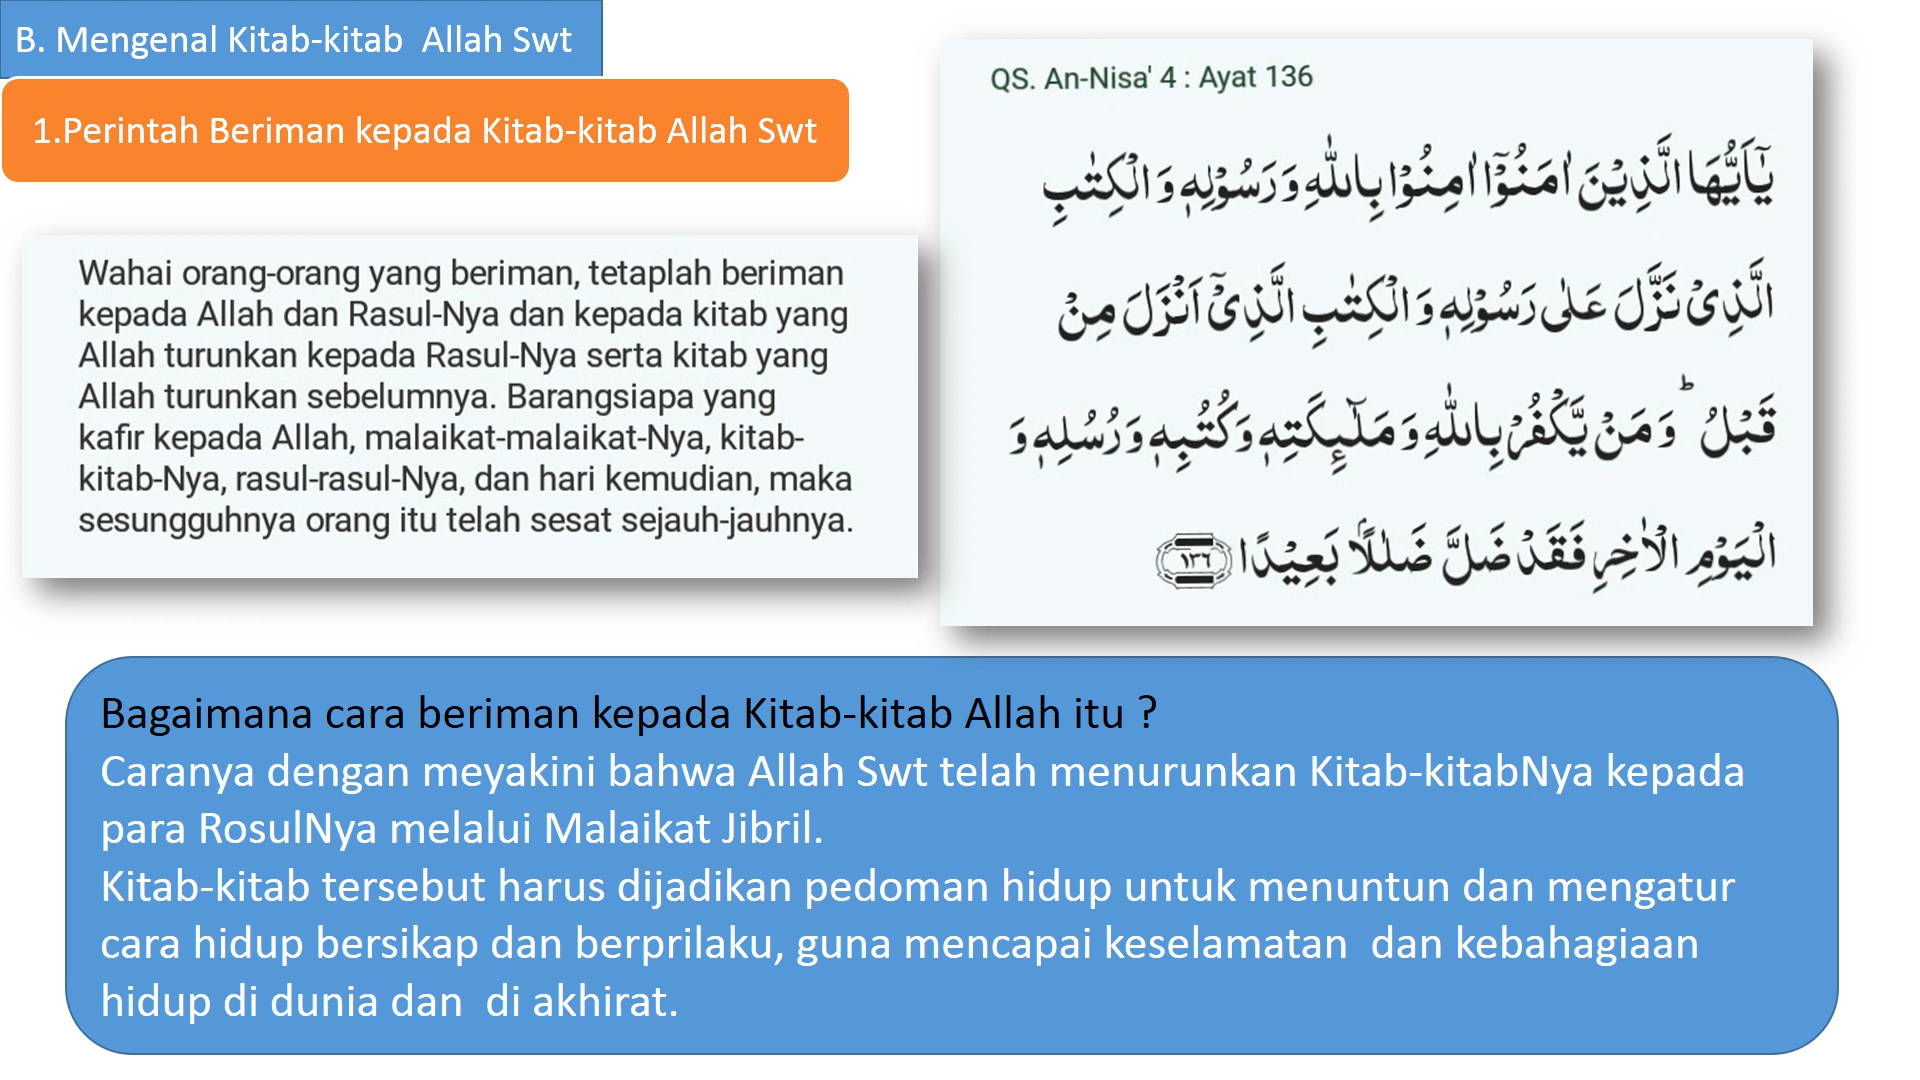 B. Mengenal Kitab-kitab  Allah Swt
1.Perintah Beriman kepada Kitab-kitab Allah Swt
Wahai orang-orang yang beriman, tetaplah beriman
kepada Allah dan Rasul-Nya dan kepada kitab yang
Allah turunkan kepada Rasul-Nya serta kitab yang
Allah turunkan sebelumnya. Barangsiapa yang
kafir kepada Allah, malaikat-malaikat-Nya, kitab-
kitab-Nya, rasul-rasul-Nya, dan hari kemudian, maka
sesungguhnya orang itu telah sesat sejauh-jauhnya.
QS. An-Nisa' 4 : Ayat 136
يٰٓاَيُّهَا الَّذِيْنَ اٰمَنُوْٓا اٰمِنُوْا بِاللّٰهِ وَرَسُوْلِهٖ وَالْكِتٰبِ
الَّذِيْ نَزَّلَ عَلٰى رَسُوْلِهٖ وَالْكِتٰبِ الَّذِيْٓ اَنْزَلَ مِنْ
قَبْلُ ۗ وَمَنْ يَّكْفُرْ بِاللّٰهِ وَمَلٰٓىِٕكَتِهٖ وَكُتُبِهٖ وَرُسُلِهٖ وَ
الْيَوْمِ الْاٰخِرِ فَقَدْ ضَلَّ ضَلٰلًا ۢ بَعِيْدًا ١٣٦
Bagaimana cara beriman kepada Kitab-kitab Allah itu ?
Caranya dengan meyakini bahwa Allah Swt telah menurunkan Kitab-kitabNya kepada
para RosulNya melalui Malaikat Jibril.
Kitab-kitab tersebut harus dijadikan pedoman hidup untuk menuntun dan mengatur
cara hidup bersikap dan berprilaku, guna mencapai keselamatan  dan kebahagiaan
hidup di dunia dan  di akhirat.